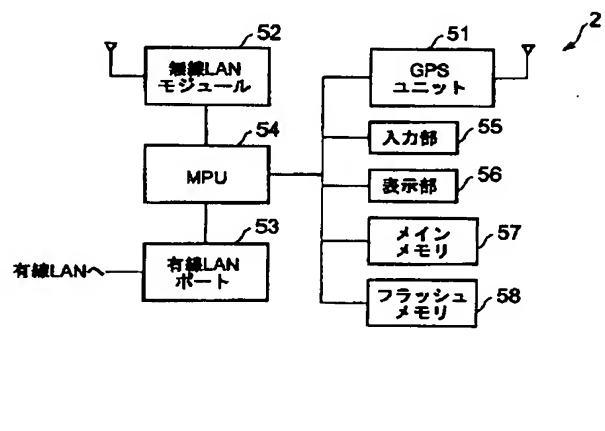 2
52
無線LAN
モジュール
51
GPS
ユニット
54
MPU
55
入力部
56
表示部
53
有線LANへ
有線LAN
ポート
57
メイン
メモリ
58
フラッシュ
メモリ